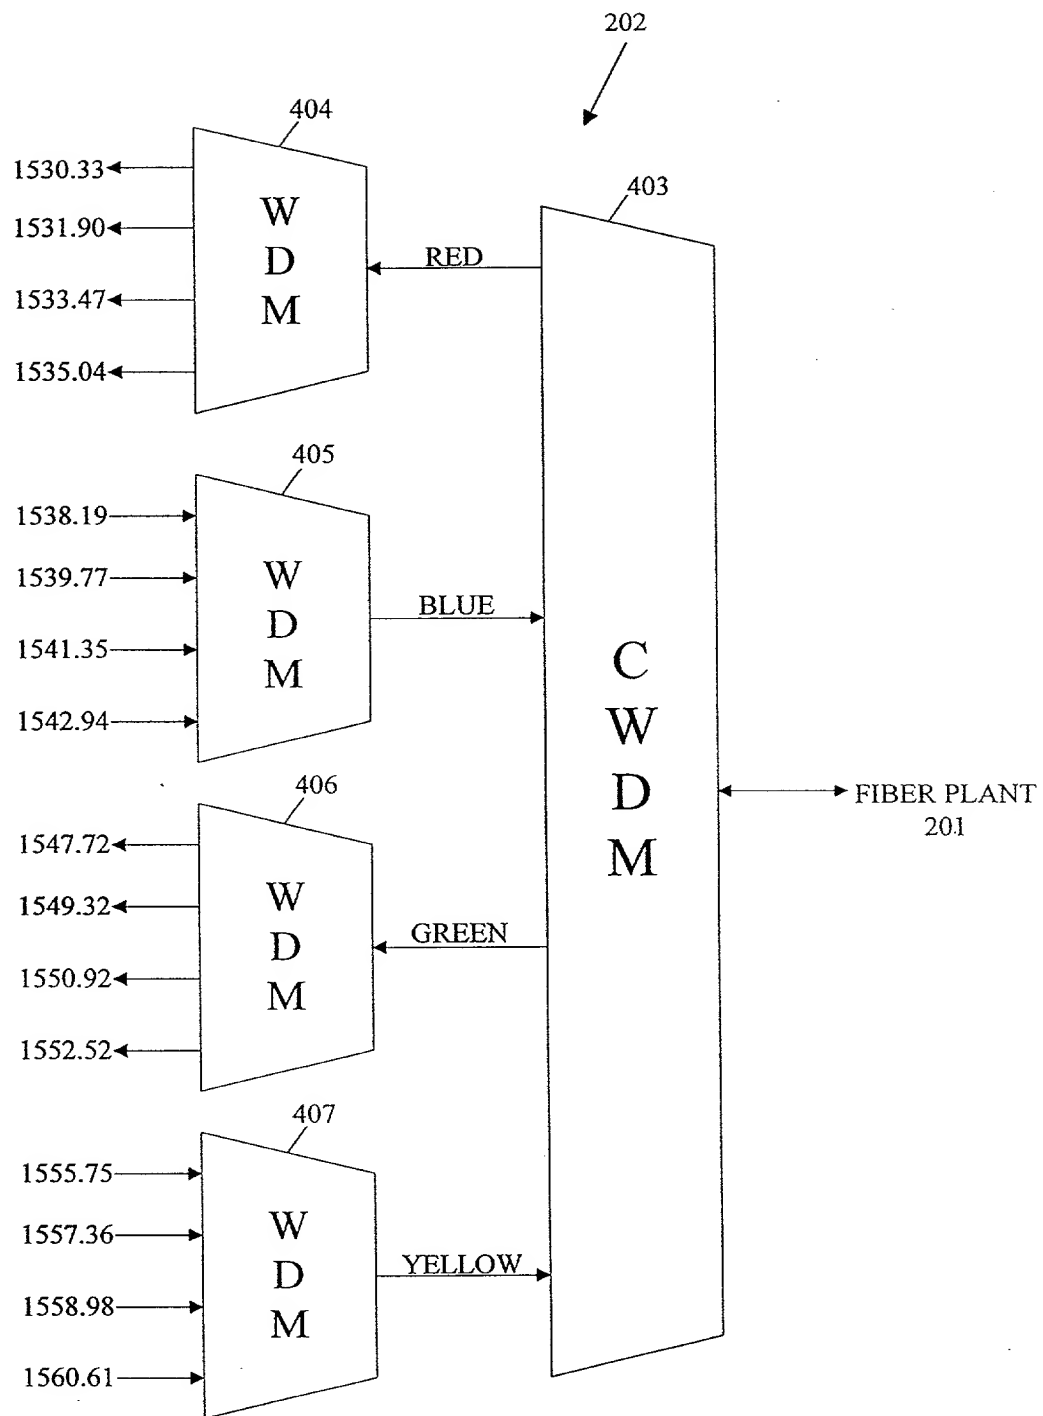 202
404
403
1530.33
1531.90
1533.47
1535.04
W
D
M
RED
405
1538.19
1539.77
1541.35
1542.94
W
D
M
BLUE
406
1547.72
1549.32
1550.92
1552.52
W
D
M
GREEN
407
1555.75
1557.36
1558.98
1560.61
W
D
M
YELLOW
C
W
D
M
FIBER PLANT
201